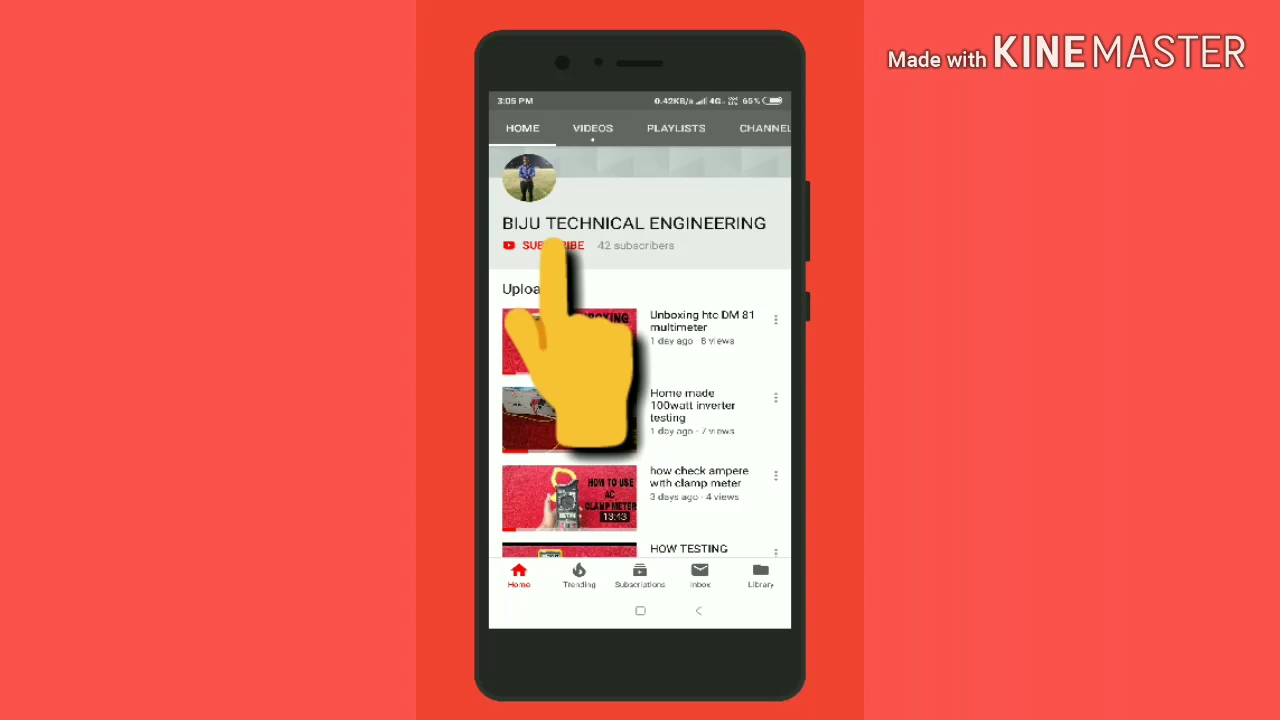 Made with KINEMASTER
3:05 PM 0.42KB/s 4G 65%
HOME VIDEOS PLAYLISTS CHANNEL
BIJU TECHNICAL ENGINEERING
42 subscribers
Unboxing htc DM 81
multimeter
1 day ago · 8 views
Home made
100watt inverter
testing
1 day ago · 7 views
how check ampere
with clamp meter
3 days ago · 4 views
HOW TO USE
AC
CLAMP METER
13:43
HOW TESTING
Home Trending Subscriptions Inbox Library